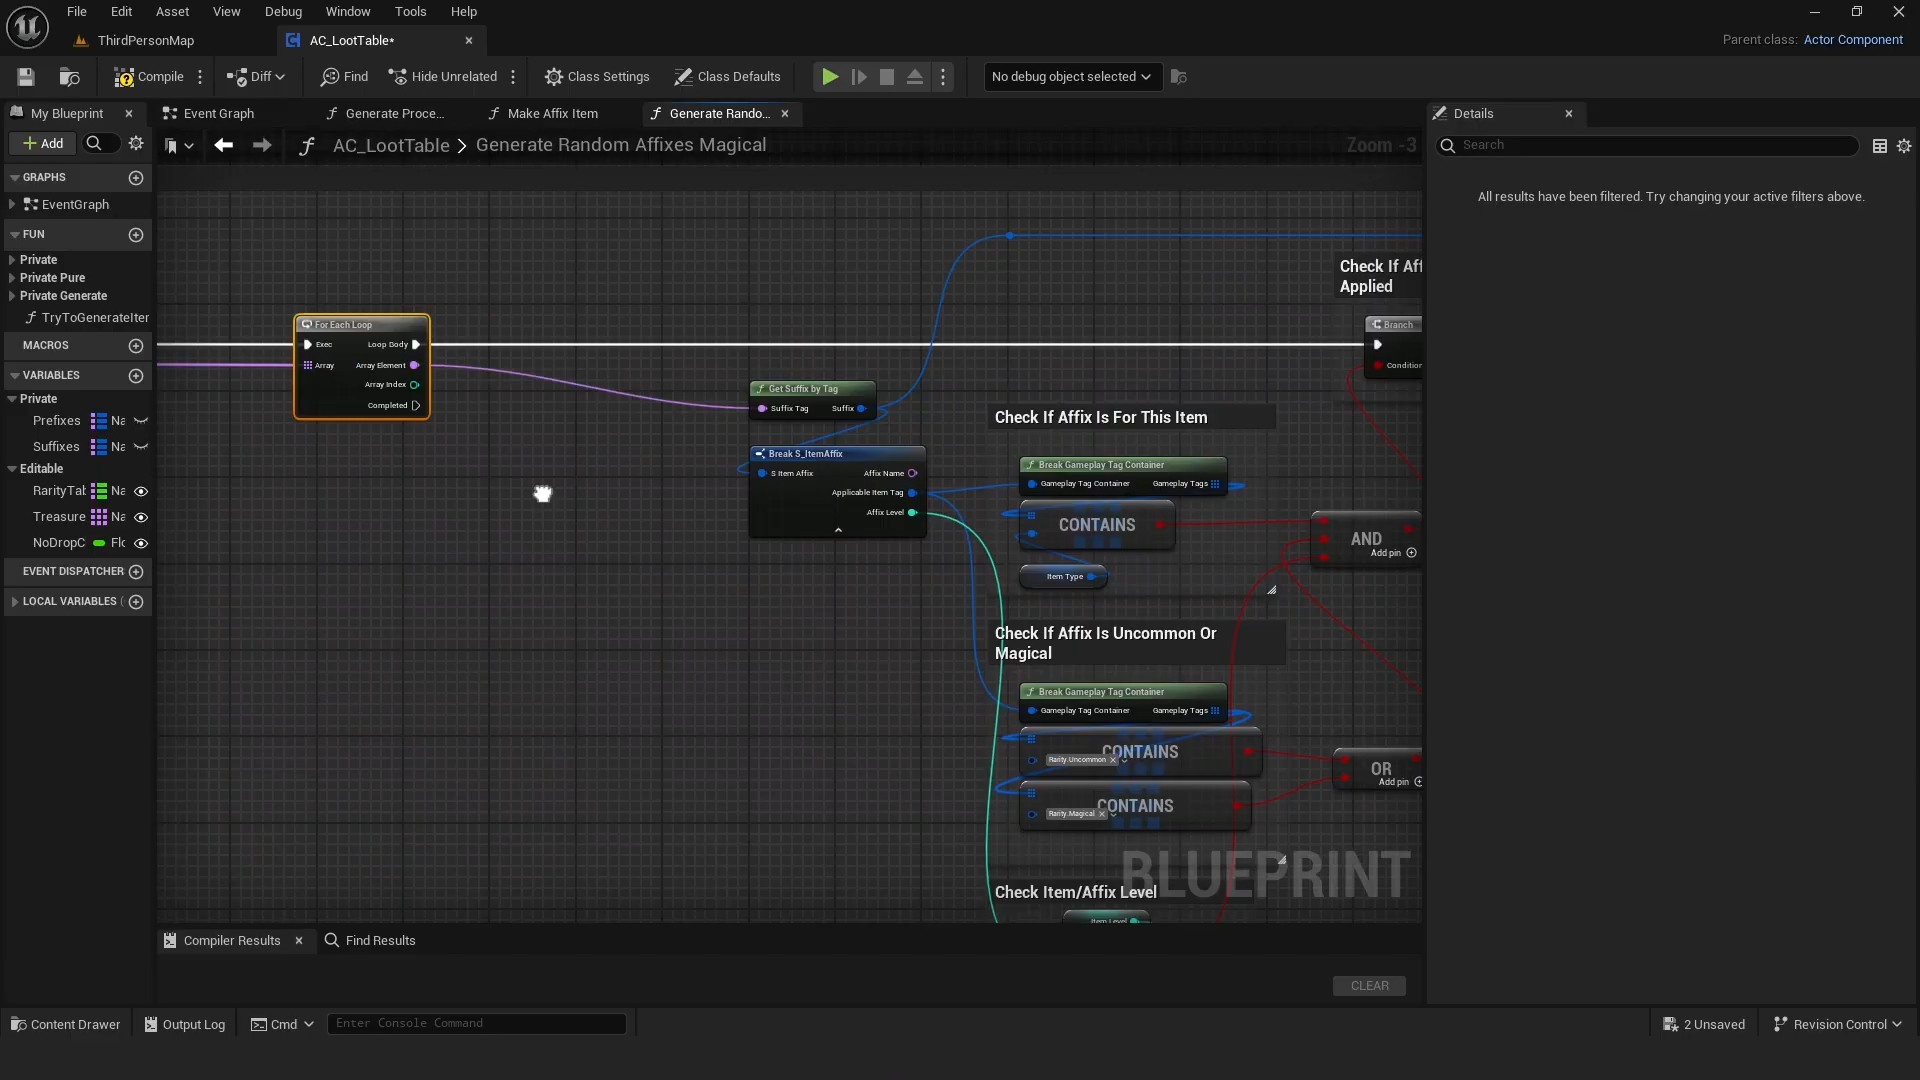 File Edit Asset View Debug Window Tools Help
ThirdPersonMap
AC_LootTable*
Parent class: Actor Component
Compile
Diff
Find
Hide Unrelated
Class Settings
Class Defaults
No debug object selected
My Blueprint
Event Graph
Generate Proce...
Make Affix Item
Generate Rando...
Details
Add
AC_LootTable > Generate Random Affixes Magical
Zoom -3
Search
All results have been filtered. Try changing your active filters above.
GRAPHS
EventGraph
FUN
Private
Private Pure
Private Generate
TryToGenerateIter
MACROS
VARIABLES
Private
Prefixes Na
Suffixes Na
Editable
RarityTab Na
Treasure Na
NoDropC Flo
EVENT DISPATCHER
LOCAL VARIABLES (
For Each Loop
Exec Loop Body
Array Array Element
Array Index
Completed
Get Suffix by Tag
Suffix Tag Suffix
Break S_ItemAffix
S Item Affix Affix Name
Applicable Item Tag
Affix Level
Check If Aff
Applied
Branch
Condition
Check If Affix Is For This Item
Break Gameplay Tag Container
Gameplay Tag Container Gameplay Tags
CONTAINS
Item Type
AND
Add pin
Check If Affix Is Uncommon Or
Magical
Break Gameplay Tag Container
Gameplay Tag Container Gameplay Tags
CONTAINS
Rarity.Uncommon
CONTAINS
Rarity.Magical
OR
Add pin
BLUEPRINT
Check Item/Affix Level
Item Level
Compiler Results
Find Results
CLEAR
Content Drawer
Output Log
Cmd
Enter Console Command
2 Unsaved
Revision Control